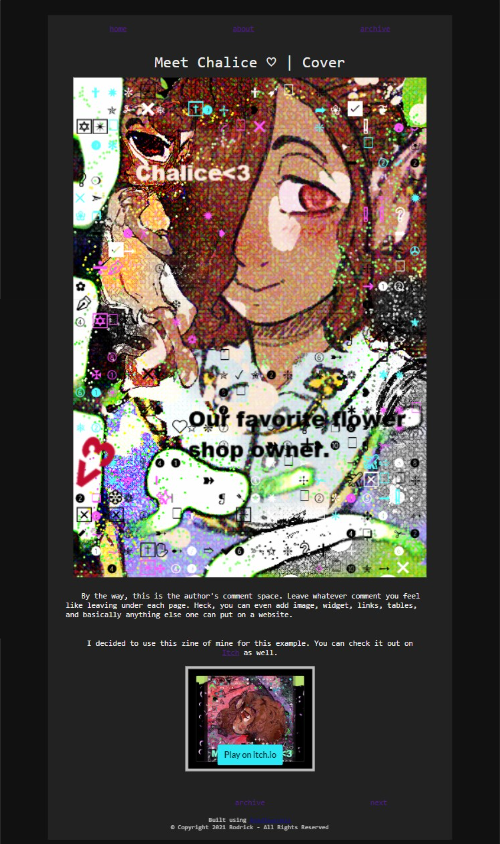 home about archive
Meet Chalice ♡ | Cover
Chalice<3
Our favorite flower
shop owner.
By the way, this is the author's comment space. Leave whatever comment you feel
like leaving under each page. Heck, you can even add image, widget, links, tables,
and basically anything else one can put on a website.
I decided to use this zine of mine for this example. You can check it out on
itch as well.
Play on itch.io
archive next
Built using
© Copyright 2021 Rodrick - All Rights Reserved